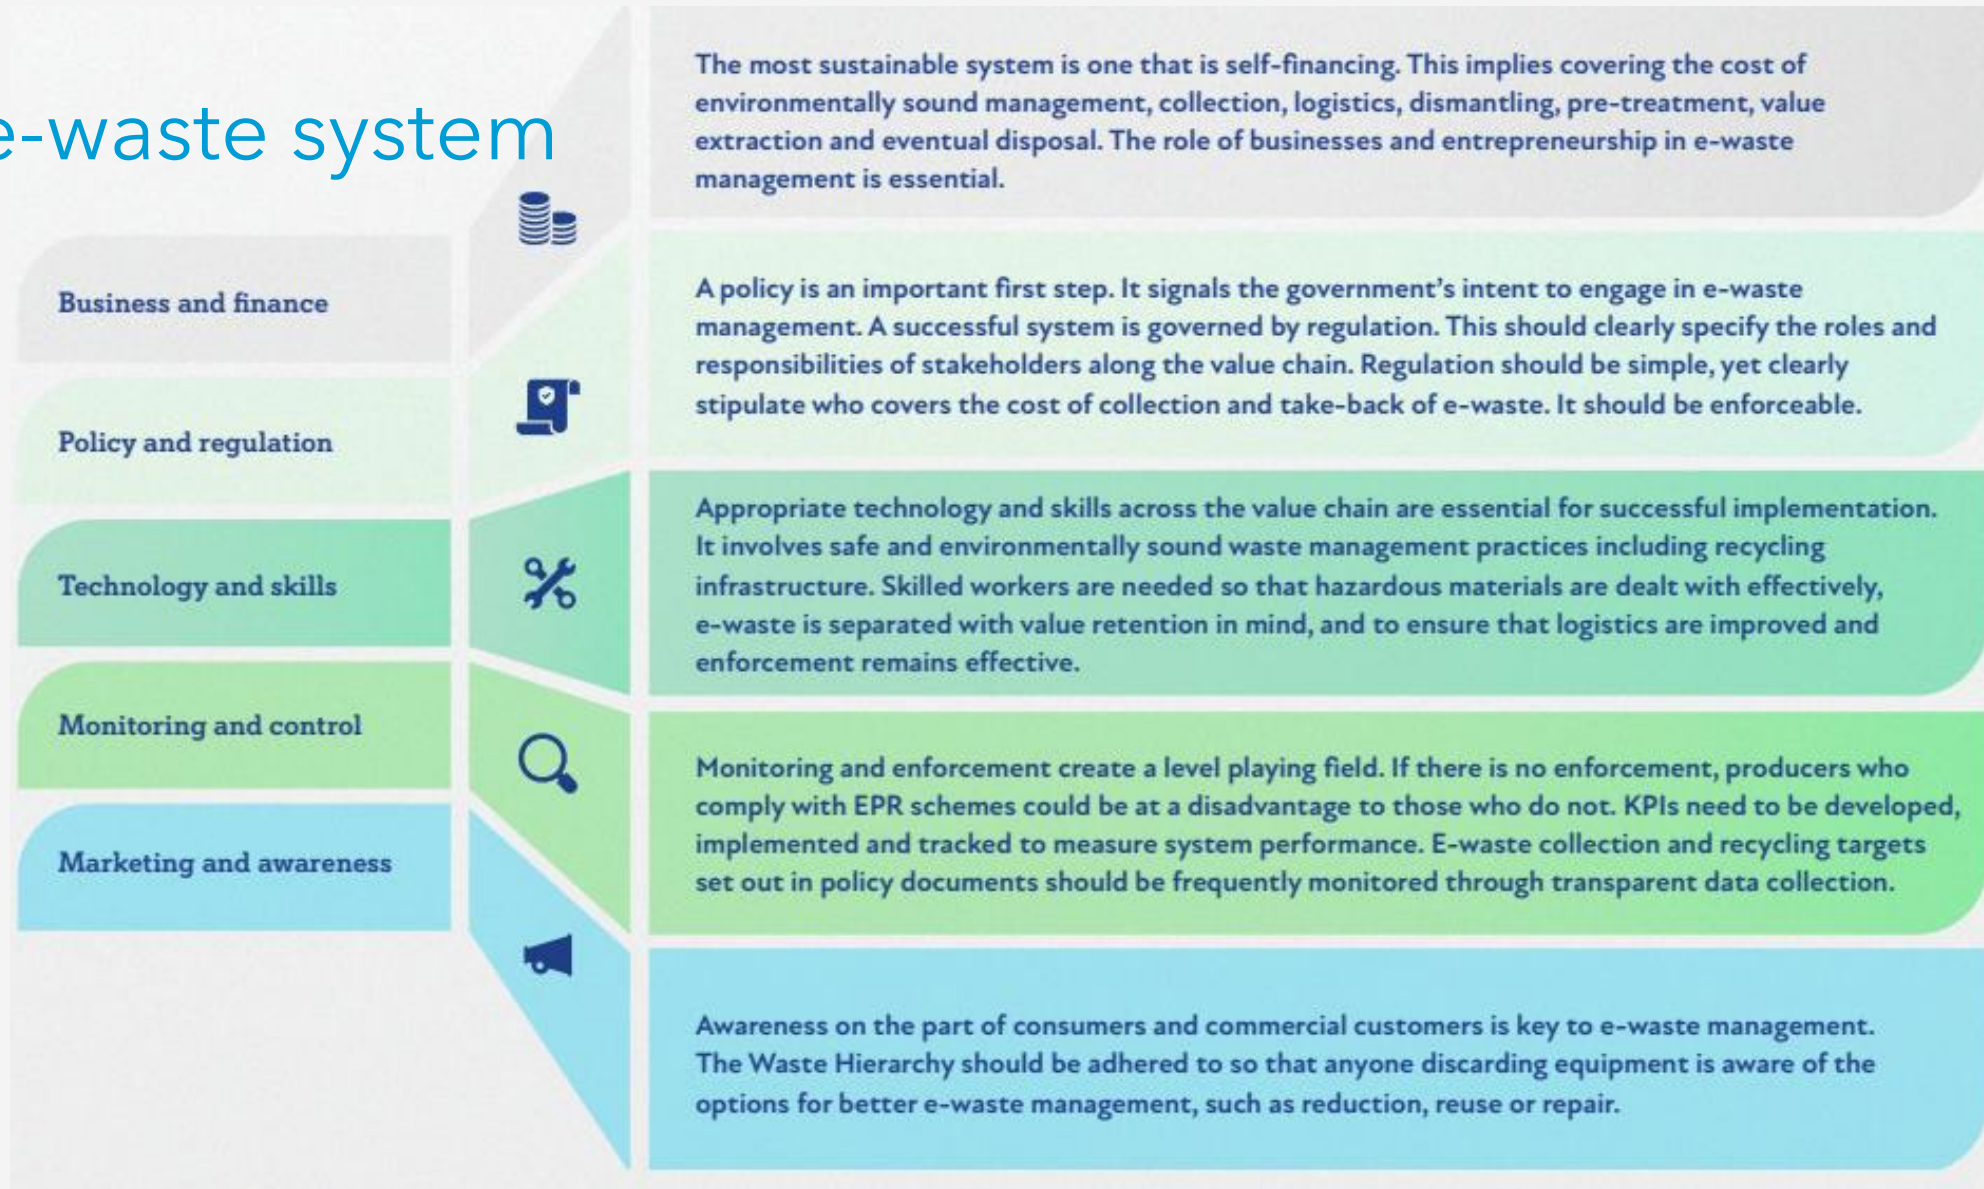 e-waste system
Business and finance
The most sustainable system is one that is self-financing. This implies covering the cost of
environmentally sound management, collection, logistics, dismantling, pre-treatment, value
extraction and eventual disposal. The role of businesses and entrepreneurship in e-waste
management is essential.
Policy and regulation
A policy is an important first step. It signals the government’s intent to engage in e-waste
management. A successful system is governed by regulation. This should clearly specify the roles and
responsibilities of stakeholders along the value chain. Regulation should be simple, yet clearly
stipulate who covers the cost of collection and take-back of e-waste. It should be enforceable.
Technology and skills
Appropriate technology and skills across the value chain are essential for successful implementation.
It involves safe and environmentally sound waste management practices including recycling
infrastructure. Skilled workers are needed so that hazardous materials are dealt with effectively,
e-waste is separated with value retention in mind, and to ensure that logistics are improved and
enforcement remains effective.
Monitoring and control
Monitoring and enforcement create a level playing field. If there is no enforcement, producers who
comply with EPR schemes could be at a disadvantage to those who do not. KPIs need to be developed,
implemented and tracked to measure system performance. E-waste collection and recycling targets
set out in policy documents should be frequently monitored through transparent data collection.
Marketing and awareness
Awareness on the part of consumers and commercial customers is key to e-waste management.
The Waste Hierarchy should be adhered to so that anyone discarding equipment is aware of the
options for better e-waste management, such as reduction, reuse or repair.